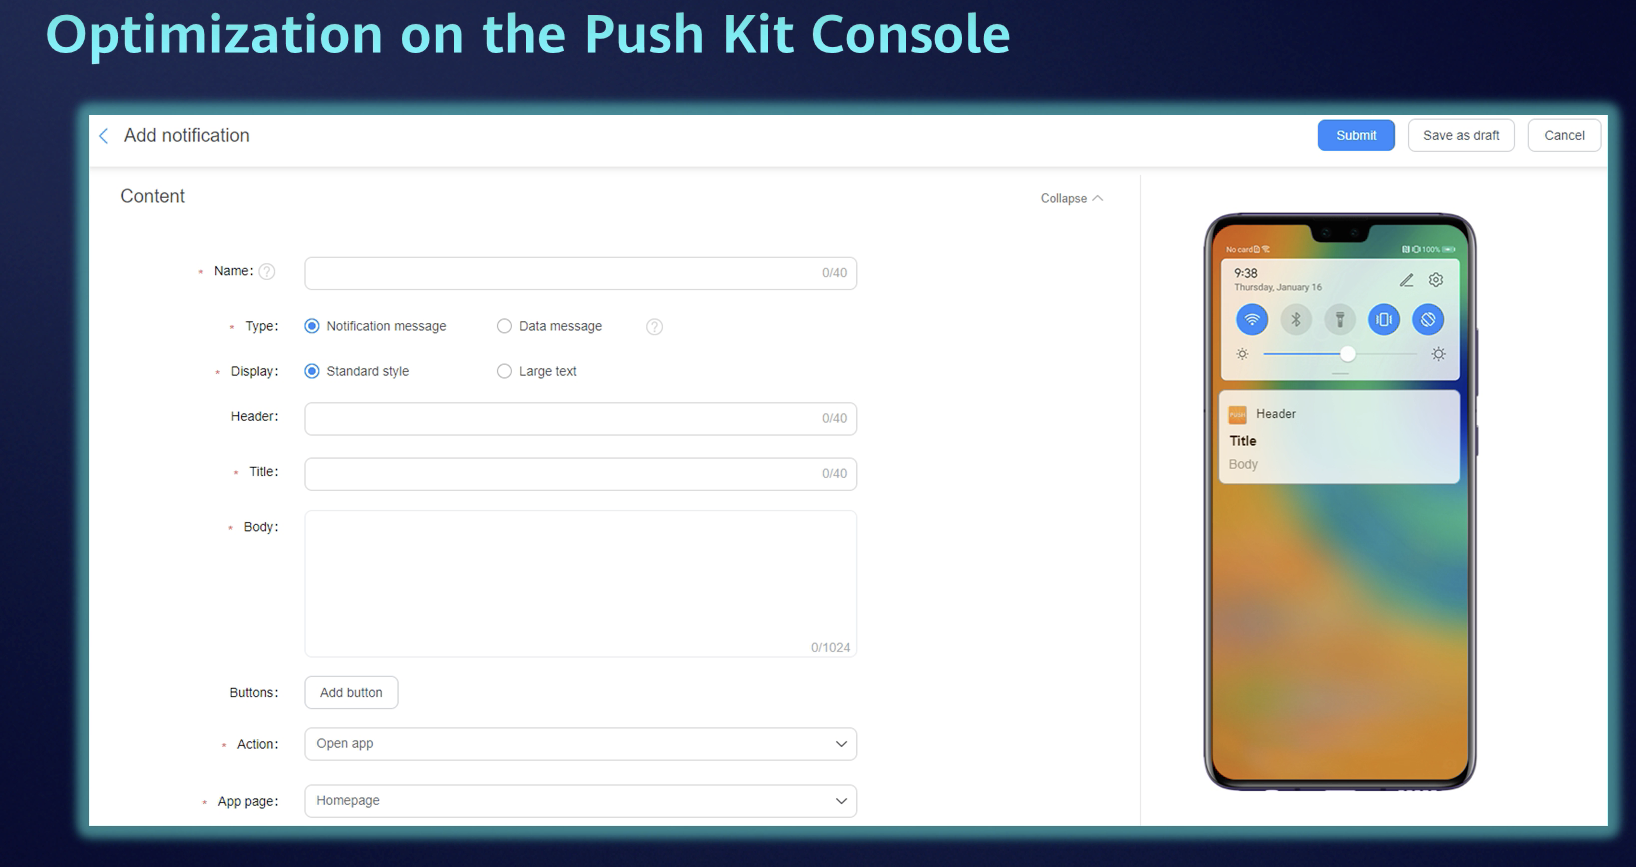 Optimization on the Push Kit Console
Add notification
Submit
Save as draft
Cancel
Content
Collapse
* Name: ?
0/40
* Type:
Notification message
Data message
?
* Display:
Standard style
Large text
Header:
0/40
* Title:
0/40
* Body:
0/1024
Buttons:
Add button
* Action:
Open app
* App page:
Homepage
No card
100%
9:38
Thursday, January 16
PUSH
Header
Title
Body